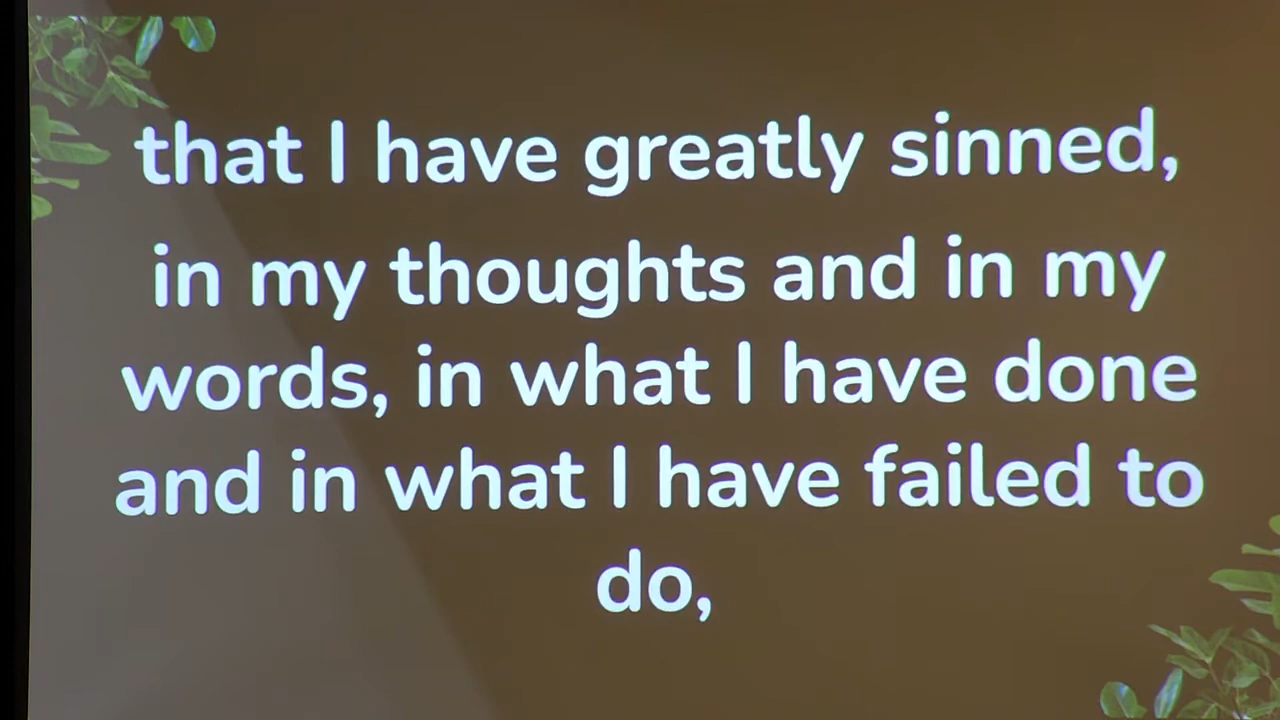 that I have greatly sinned,
in my thoughts and in my
words, in what I have done
and in what I have failed to
do,